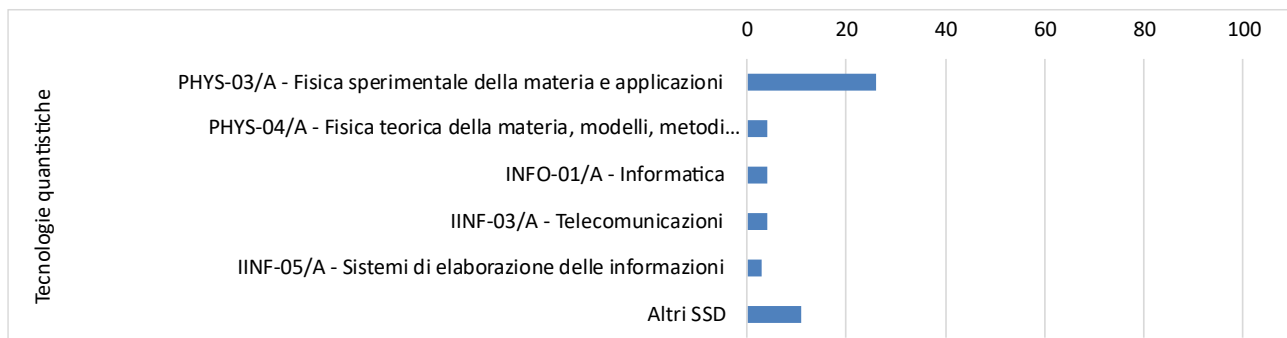 0 20 40 60 80 100
Tecnologie quantistiche
PHYS-03/A - Fisica sperimentale della materia e applicazioni
PHYS-04/A - Fisica teorica della materia, modelli, metodi…
INFO-01/A - Informatica
IINF-03/A - Telecomunicazioni
IINF-05/A - Sistemi di elaborazione delle informazioni
Altri SSD